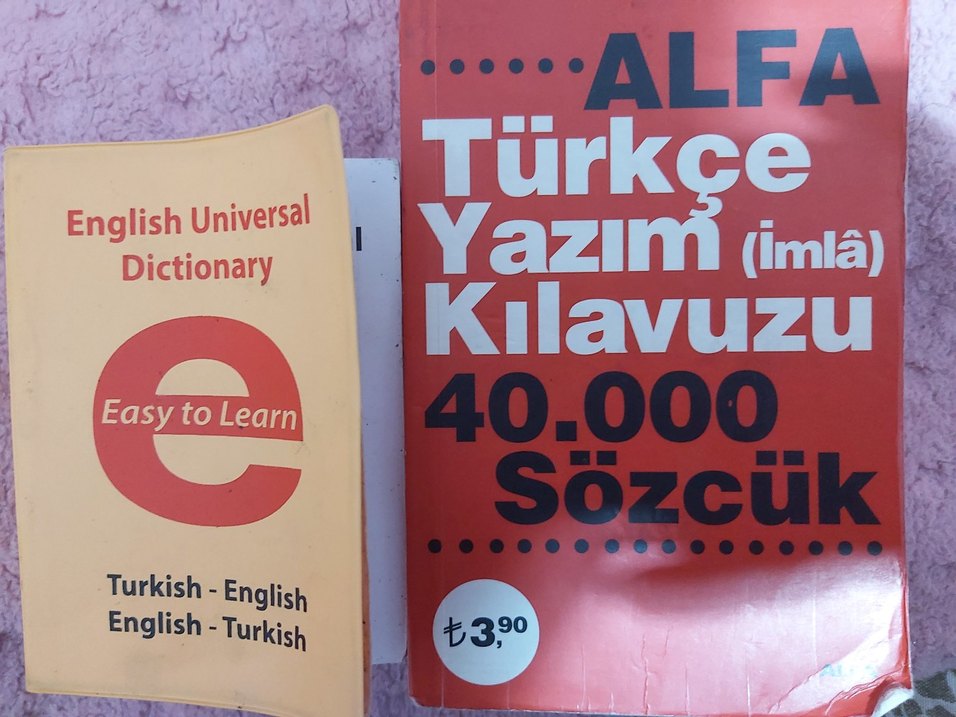 English Universal
Dictionary
e
Easy to Learn
Turkish - English
English - Turkish
ALFA
Türkçe
Yazım (İmlâ)
Kılavuzu
40.000
Sözcük
₺3,90